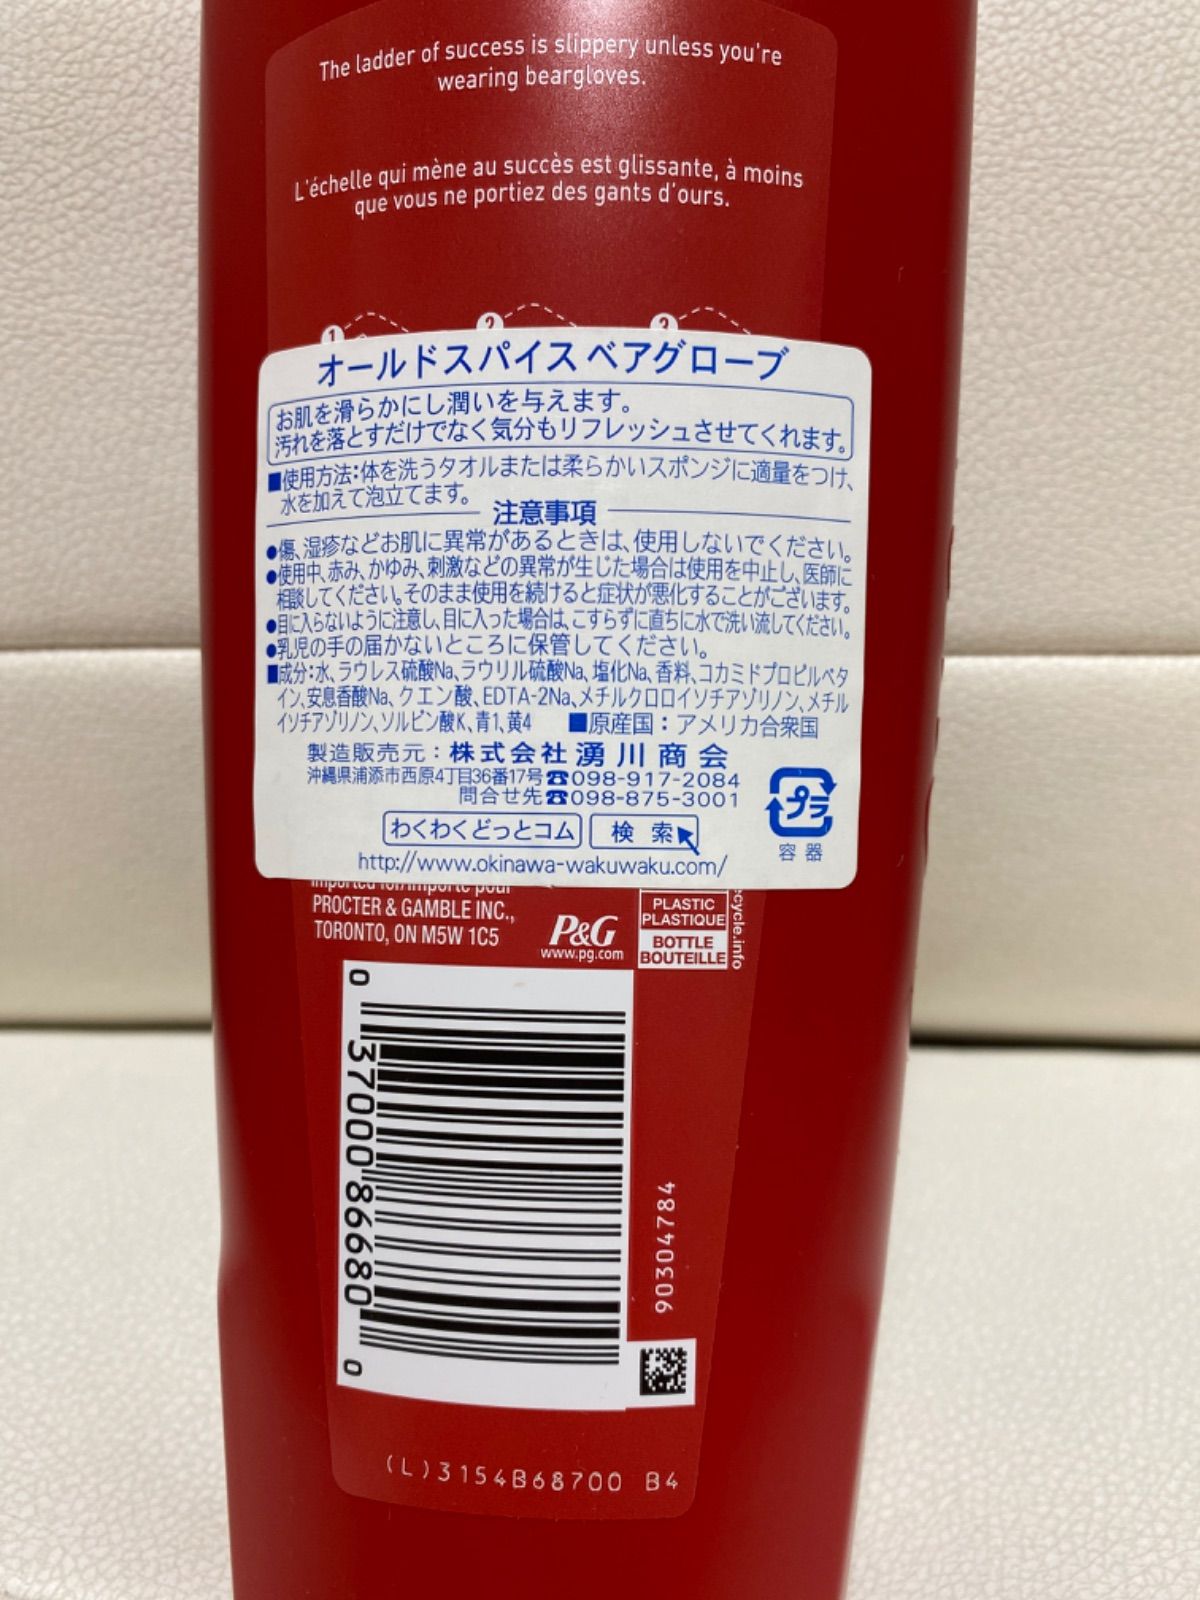 The ladder of success is slippery unless you're
wearing beargloves.
L'échelle qui mène au succès est glissante, à moins
que vous ne portiez des gants d'ours.
1 2 3
オールドスパイス ベアグローブ
お肌を滑らかにし潤いを与えます。
汚れを落とすだけでなく気分もリフレッシュさせてくれます。
■使用方法:体を洗うタオルまたは柔らかいスポンジに適量をつけ、
水を加えて泡立てます。
注意事項
●傷、湿疹などお肌に異常があるときは、使用しないでください。
●使用中、赤み、かゆみ、刺激などの異常が生じた場合は使用を中止し、医師に
相談してください。そのまま使用を続けると症状が悪化することがございます。
●目に入らないように注意し、目に入った場合は、こすらずに直ちに水で洗い流してください。
●乳児の手の届かないところに保管してください。
■成分:水、ラウレス硫酸Na、ラウリル硫酸Na、塩化Na、香料、コカミドプロピルベタ
イン、安息香酸Na、クエン酸、EDTA-2Na、メチルクロロイソチアゾリノン、メチル
イソチアゾリノン、ソルビン酸K、青1、黄4 ■原産国:アメリカ合衆国
製造販売元:株式会社湧川商会
沖縄県浦添市西原4丁目36番17号☎098-917-2084
問合せ先☎098-875-3001
プラ
容器
わくわくどっとコム 検索
http://www.okinawa-wakuwaku.com/
imported for/importé pour
PROCTER & GAMBLE INC.,
TORONTO, ON M5W 1C5
P&G
www.pg.com
PLASTIC
PLASTIQUE
BOTTLE
BOUTEILLE
ecycle.info
0 37000 86680 0
90304784
(L)3154B68700 B4